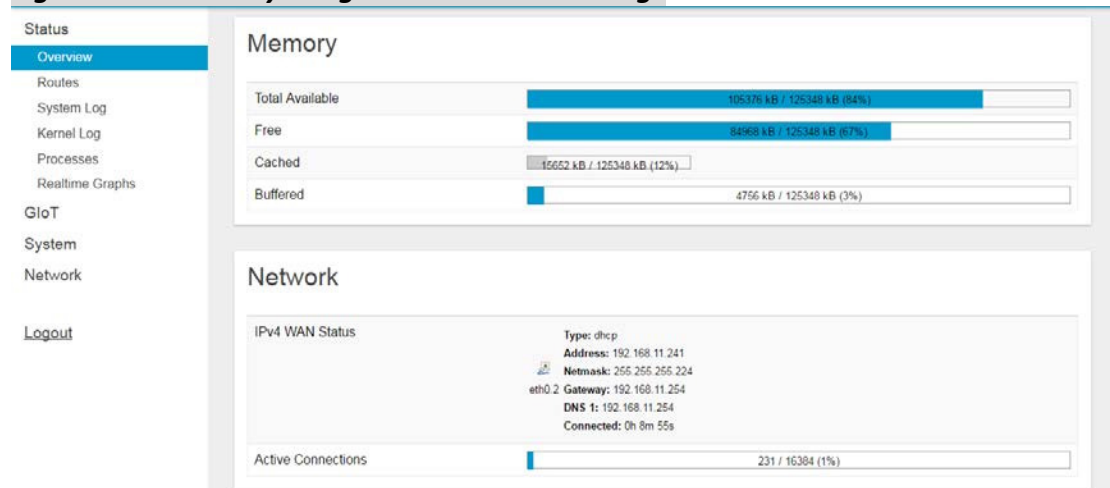 Status
Overview
Routes
System Log
Kernel Log
Processes
Realtime Graphs
GIoT
System
Network
Logout
Memory
Total Available 105376 kB / 125348 kB (84%)
Free 84968 kB / 125348 kB (67%)
Cached 15652 kB / 125348 kB (12%)
Buffered 4756 kB / 125348 kB (3%)
Network
IPv4 WAN Status
Type: dhcp
Address: 192.168.11.241
Netmask: 255.255.255.224
eth0.2 Gateway: 192.168.11.254
DNS 1: 192.168.11.254
Connected: 0h 8m 55s
Active Connections 231 / 16384 (1%)